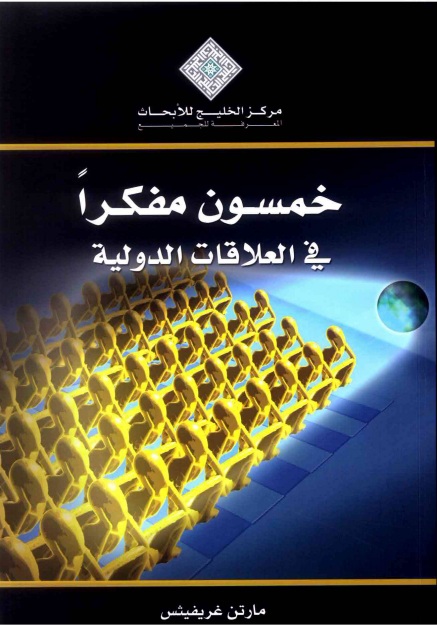 مركز الخليج للأبحاث
المعرفة للجميع
خمسون مفكراً
في العلاقات الدولية
مارتن غريفيثس